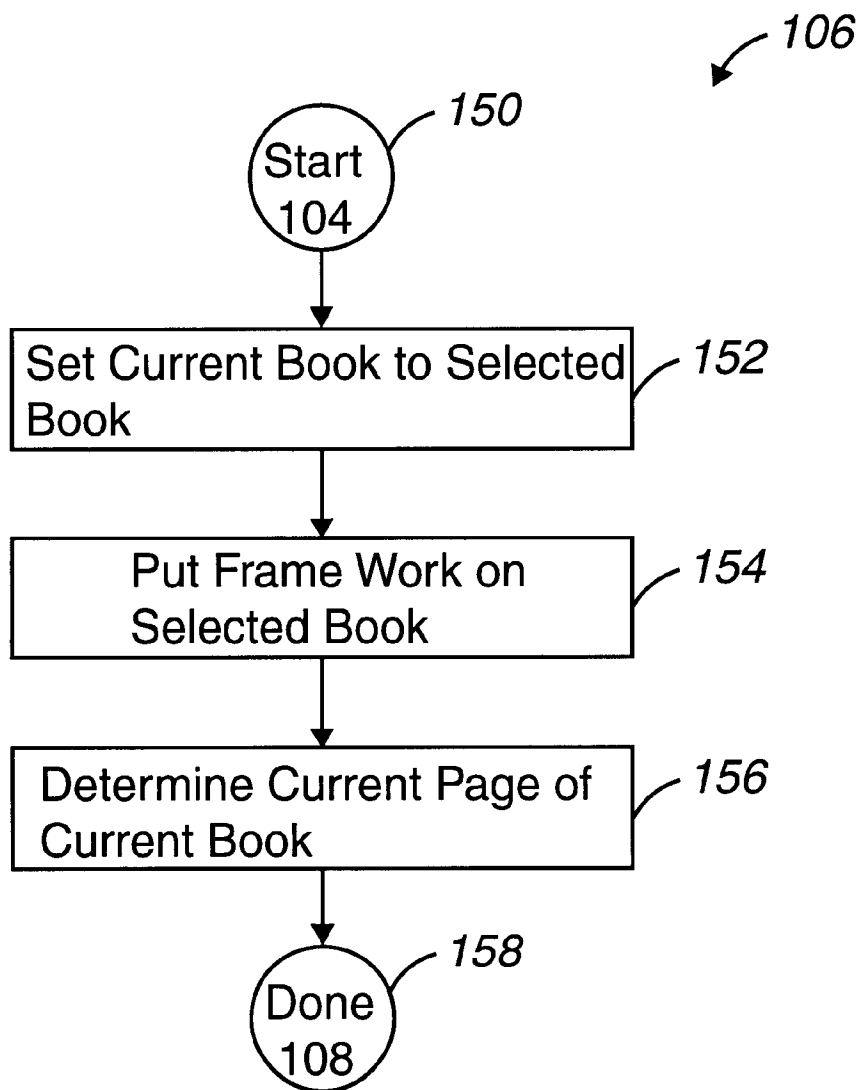 106
150
Start
104
Set Current Book to Selected
Book
152
Put Frame Work on
Selected Book
154
Determine Current Page of
Current Book
156
158
Done
108